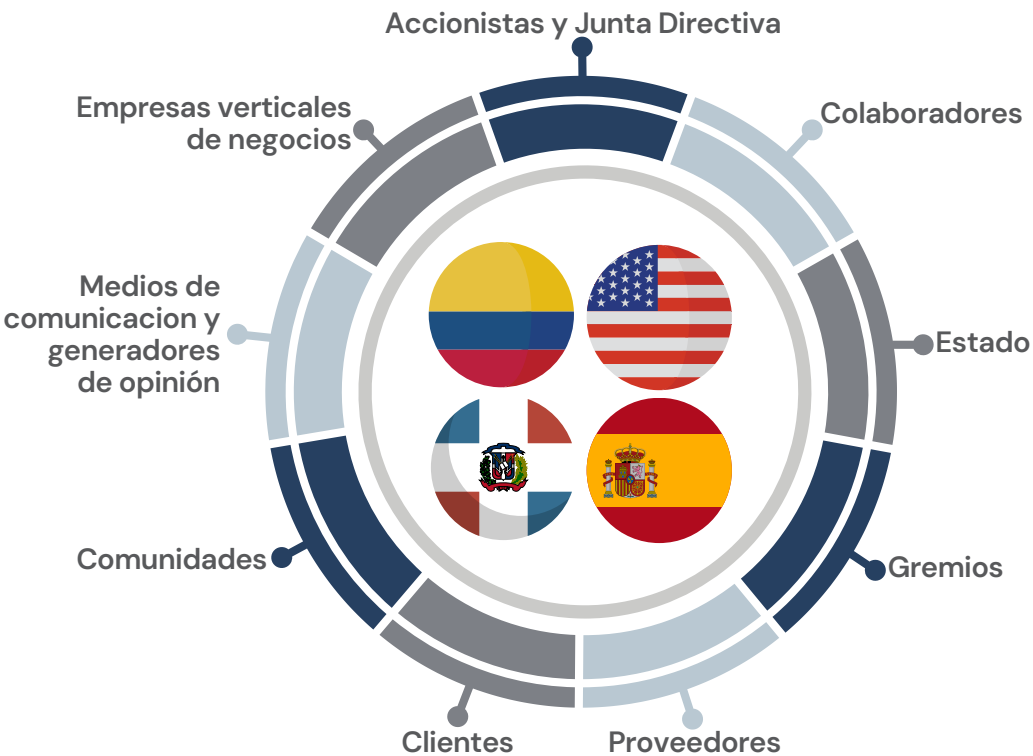 Accionistas y Junta Directiva
Colaboradores
Estado
Gremios
Proveedores
Clientes
Comunidades
Medios de
comunicacion y
generadores
de opinión
Empresas verticales
de negocios